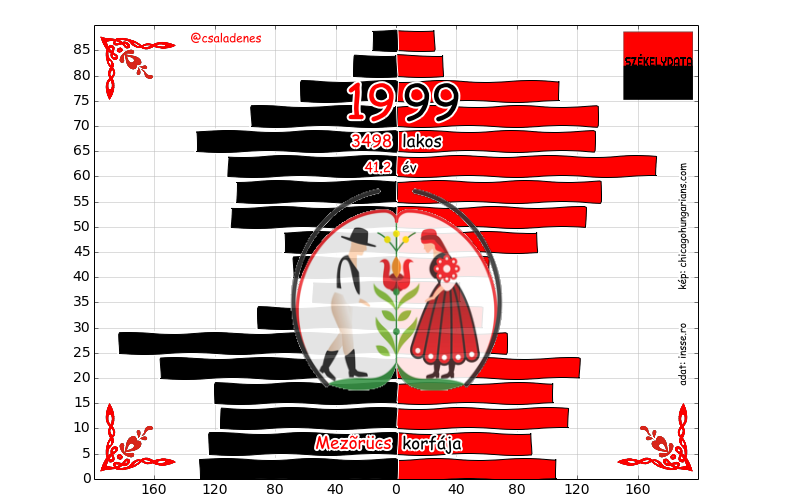 @csaladenes
SZÉKELYDATA
1999
3498 lakos
41,2 év
kép: chicagohungarians.com
adat: insse.ro
Mezőrücs korfája
85
80
75
70
65
60
55
50
45
40
35
30
25
20
15
10
5
0
160 120 80 40 0 40 80 120 160